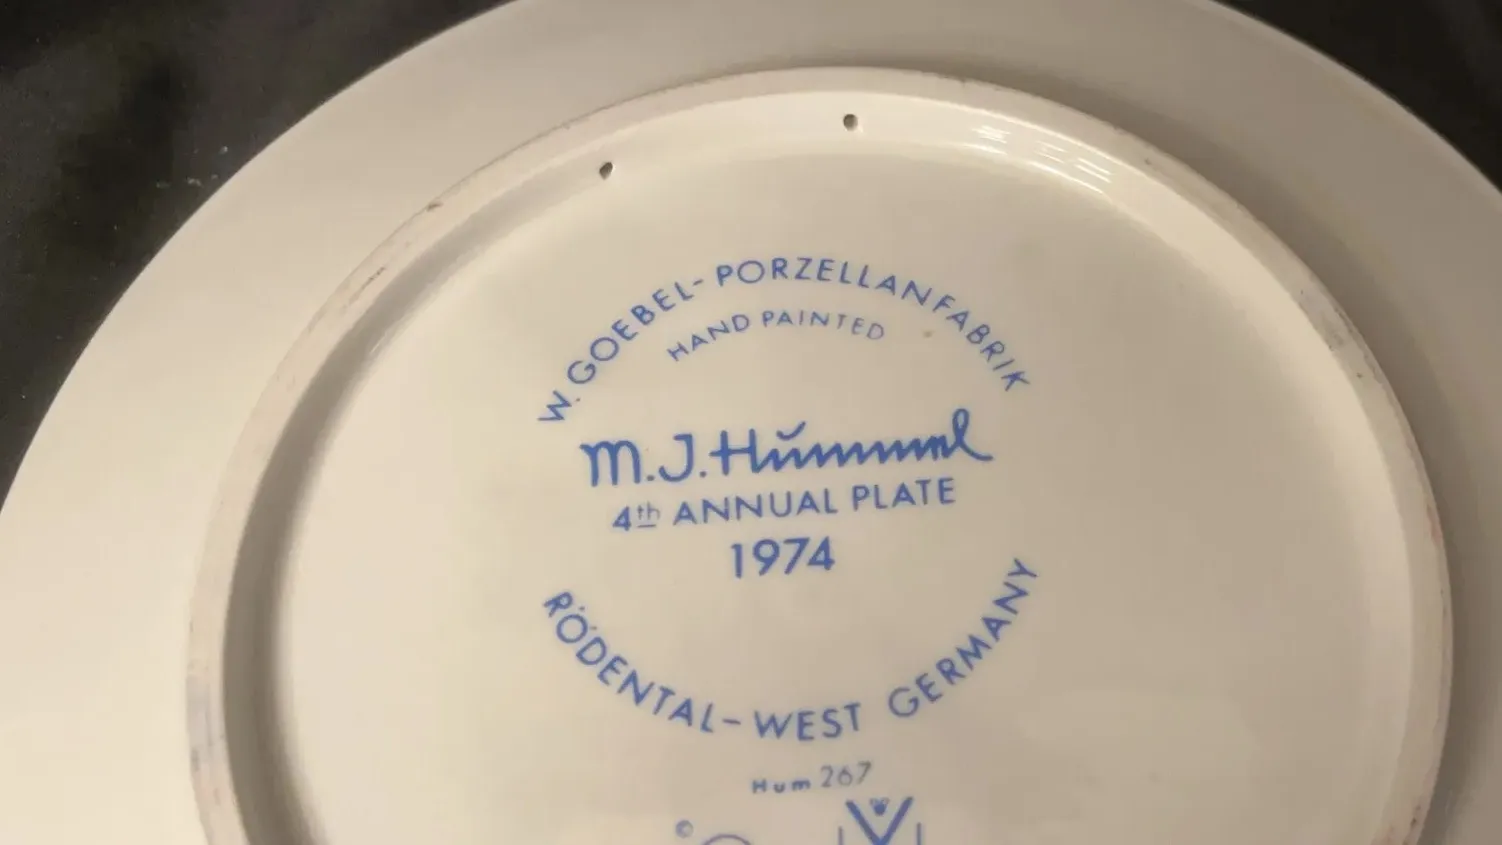 W. GOEBEL-PORZELLANFABRIK
HAND PAINTED
M.J.Hummel
4th ANNUAL PLATE
1974
RÖDENTAL-WEST GERMANY
Hum 267
©